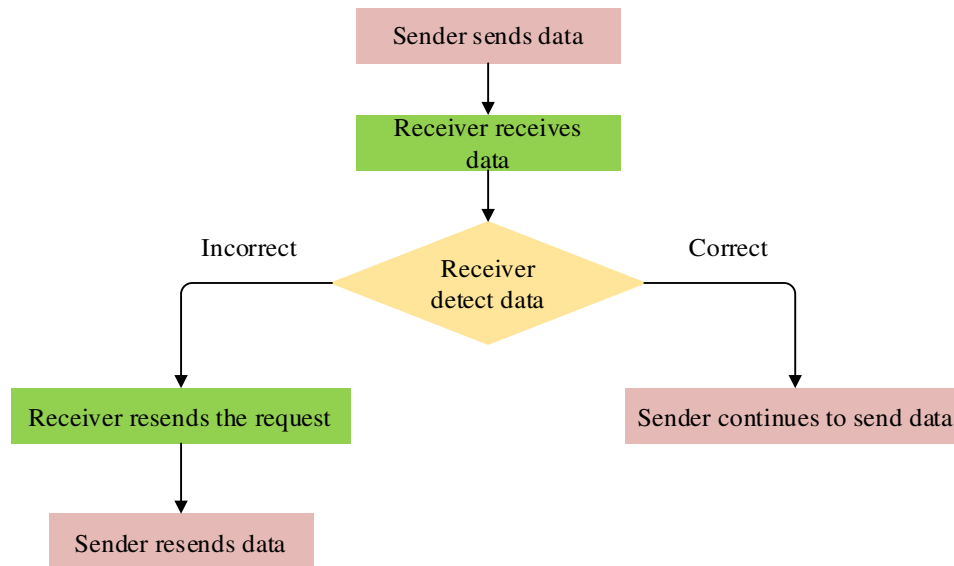 Sender sends data
Receiver receives
data
Incorrect
Correct
Receiver
detect data
Receiver resends the request
Sender continues to send data
Sender resends data